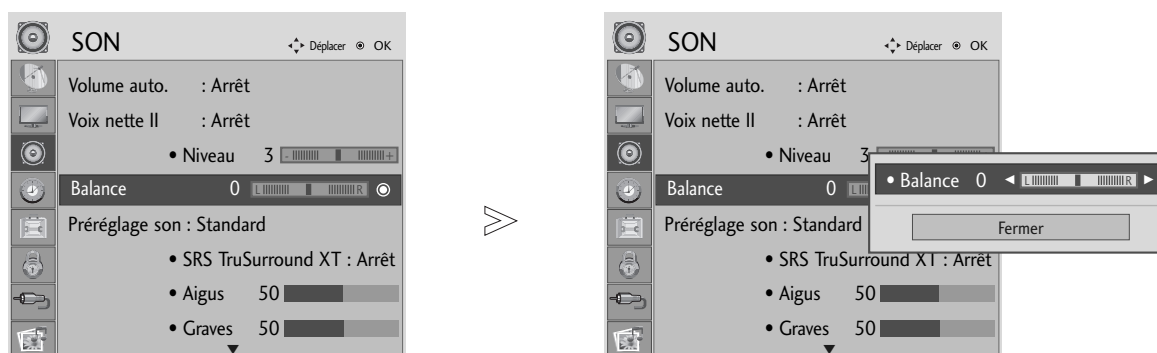 SON Déplacer OK
Volume auto. : Arrêt
Voix nette II : Arrêt
• Niveau 3 - +
Balance 0 L R
Préréglage son : Standard
• SRS TruSurround XT : Arrêt
• Aigus 50
• Graves 50
SON Déplacer OK
Volume auto. : Arrêt
Voix nette II : Arrêt
• Niveau 3
Balance 0 L
Préréglage son : Standard
• SRS TruSurround XT : Arrêt
• Aigus 50
• Graves 50
• Balance 0 L R
Fermer